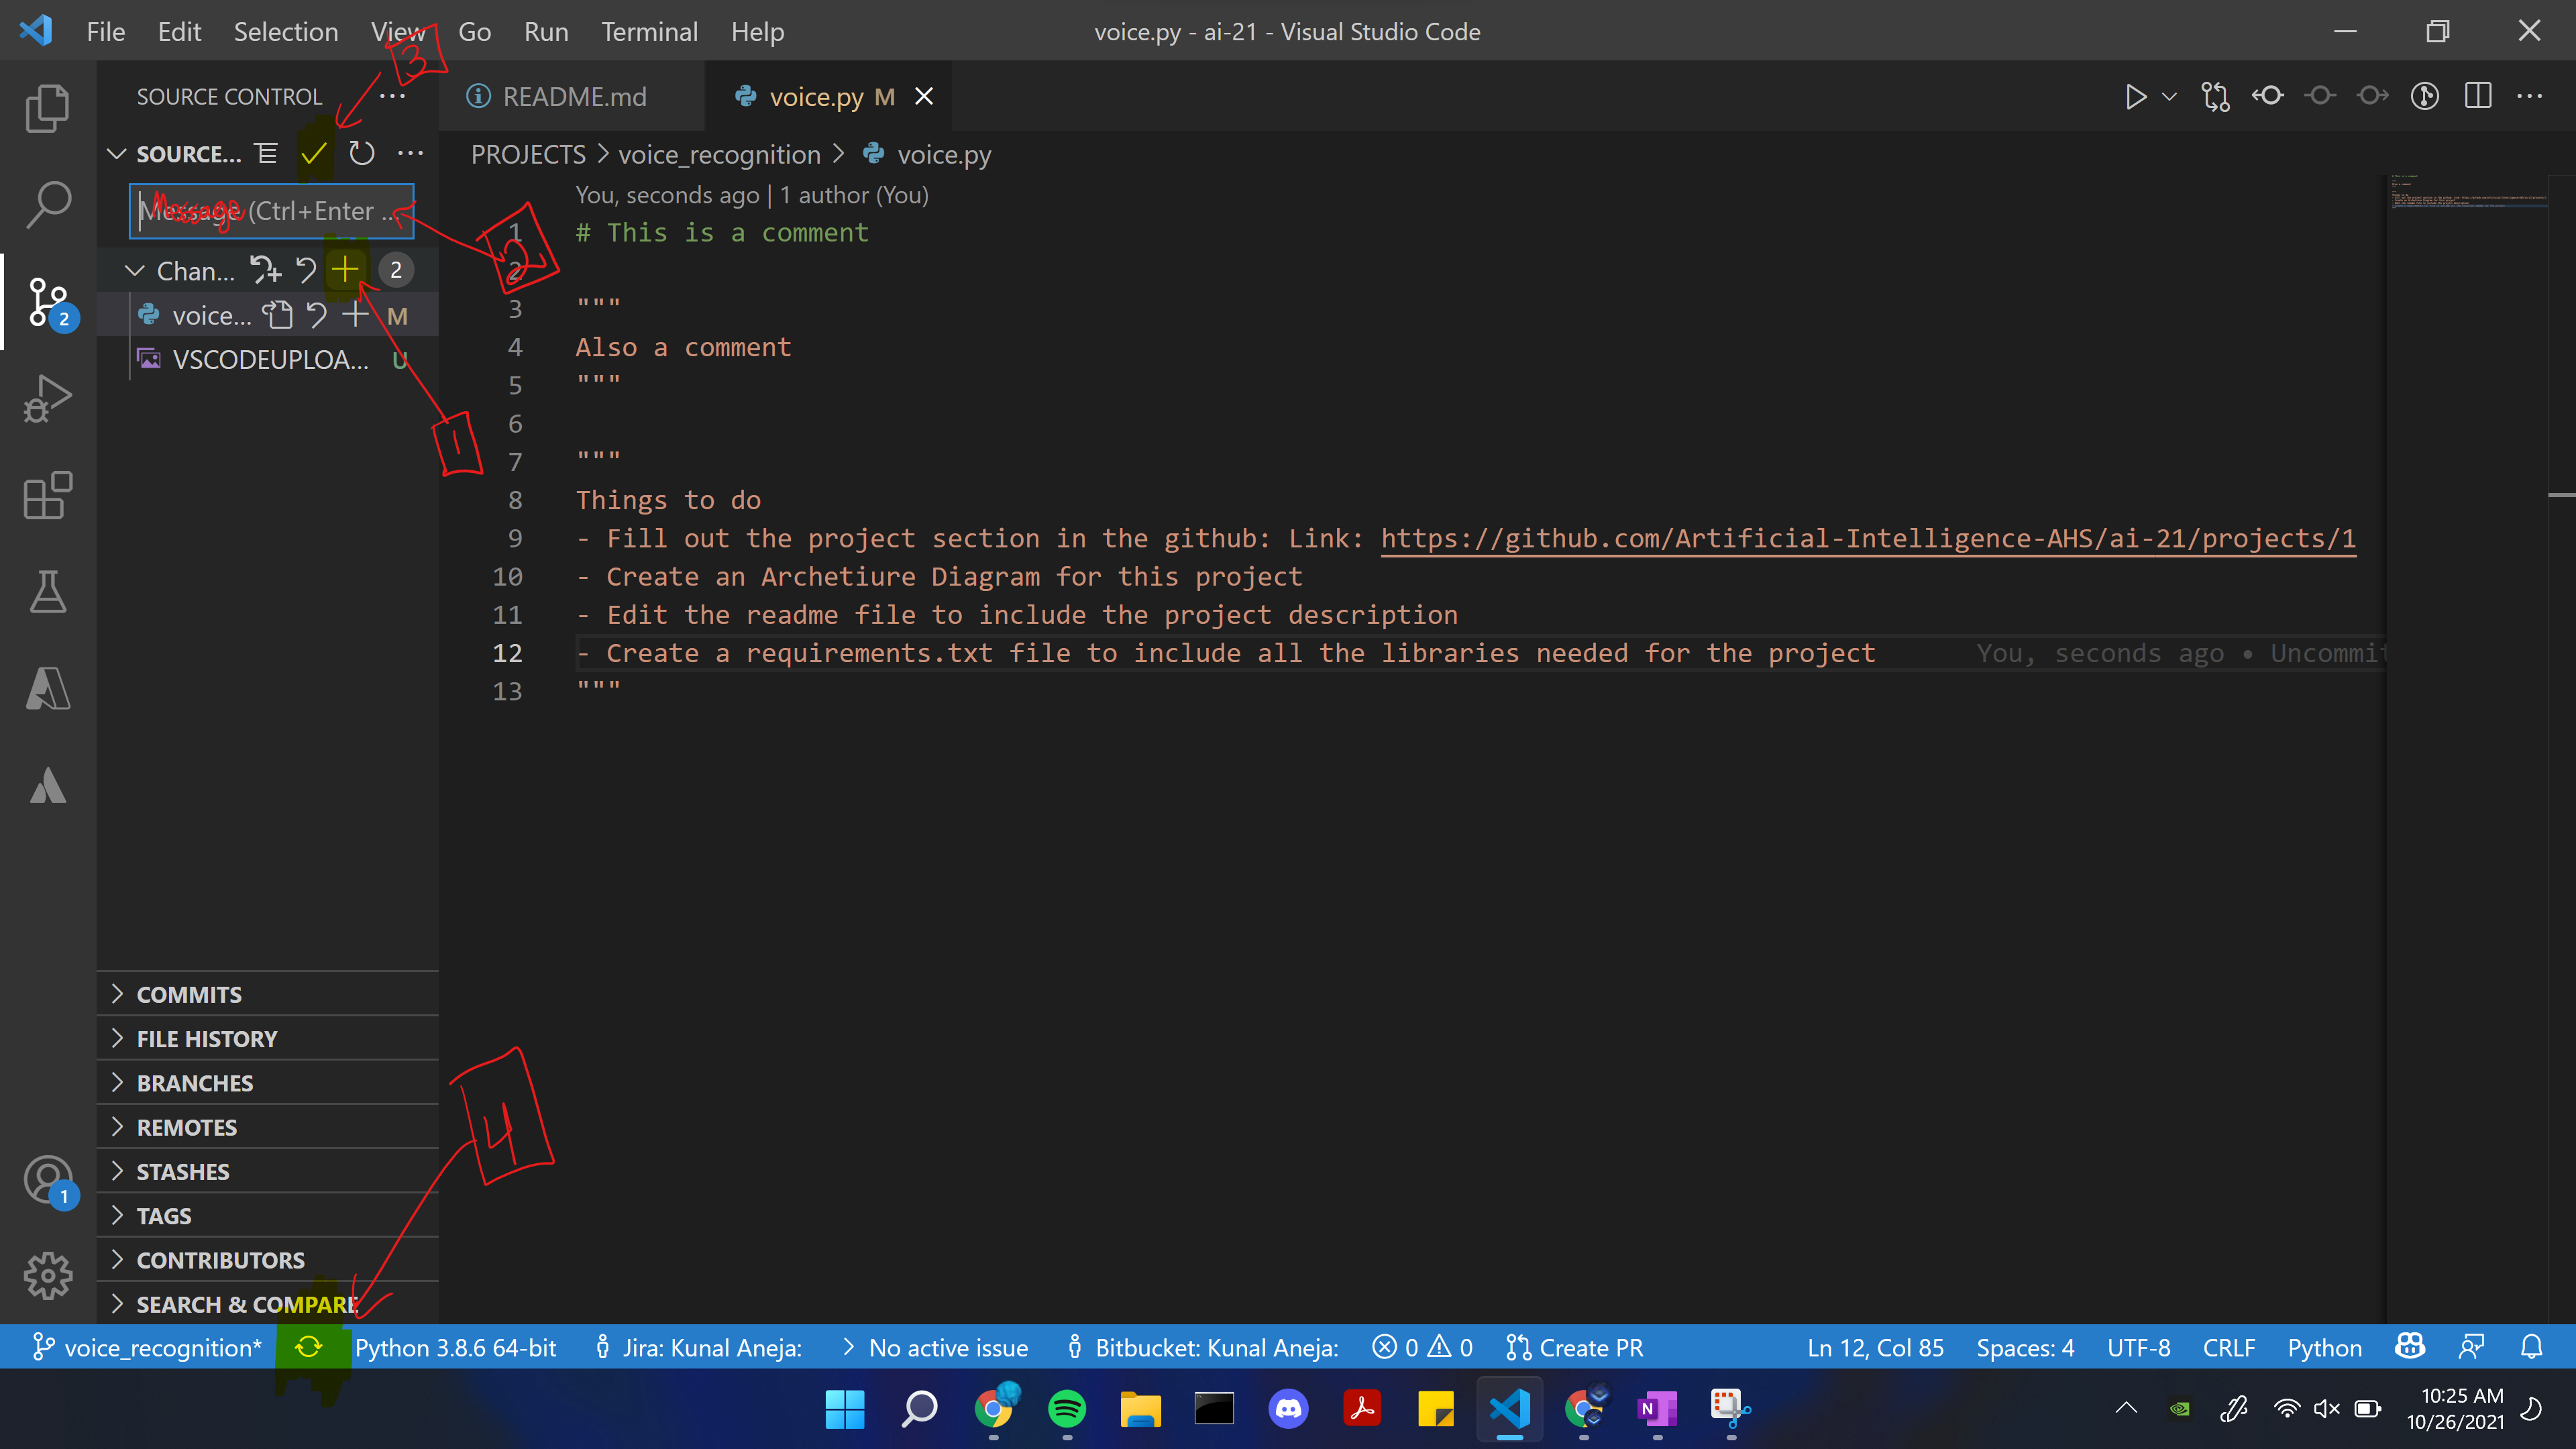 File Edit Selection View Go Run Terminal Help
voice.py - ai-21 - Visual Studio Code
3
SOURCE CONTROL
README.md
voice.py M
SOURCE...
PROJECTS > voice_recognition > voice.py
Message (Ctrl+Enter ...
Message
You, seconds ago | 1 author (You)
2
Chan... 2
voice... M
VSCODEUPLOA... U
2
1
1 # This is a comment
2
3 """
4 Also a comment
5 """
6
7 """
8 Things to do
9 - Fill out the project section in the github: Link: https://github.com/Artificial-Intelligence-AHS/ai-21/projects/1
10 - Create an Archetiure Diagram for this project
11 - Edit the readme file to include the project description
12 - Create a requirements.txt file to include all the libraries needed for the project You, seconds ago • Uncommit
13 """
COMMITS
FILE HISTORY
BRANCHES
REMOTES
STASHES
TAGS
CONTRIBUTORS
SEARCH & COMPARE
4
1
voice_recognition* Python 3.8.6 64-bit Jira: Kunal Aneja: No active issue Bitbucket: Kunal Aneja: 0 0 Create PR Ln 12, Col 85 Spaces: 4 UTF-8 CRLF Python
N
10:25 AM
10/26/2021